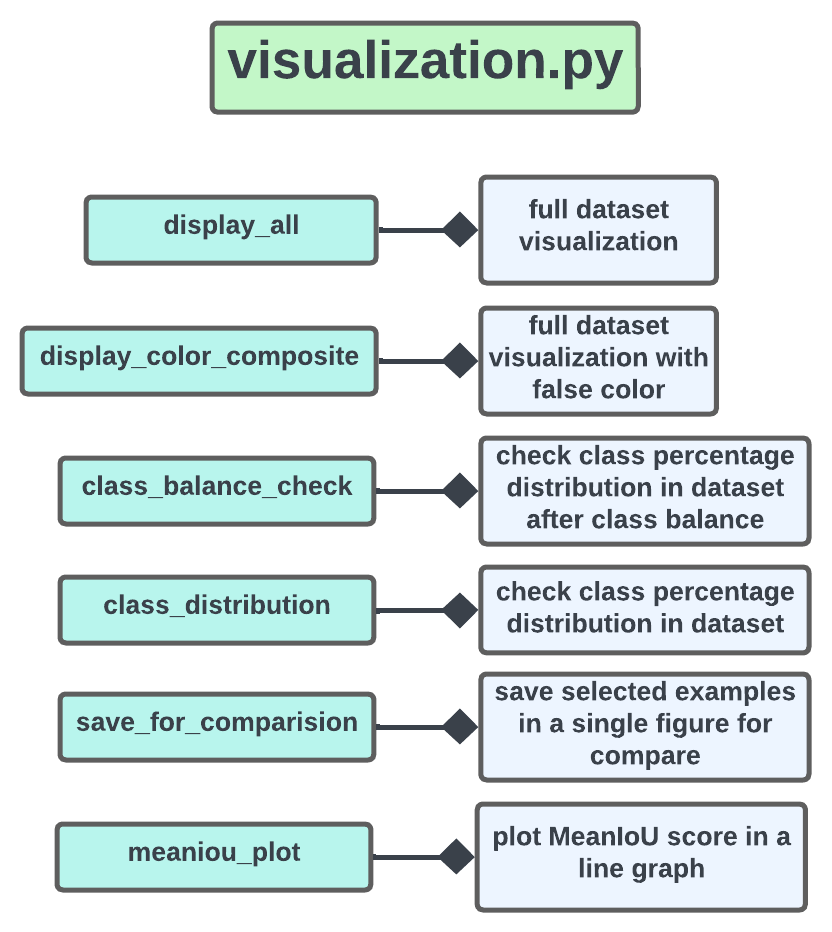 visualization.py
display_all
full dataset
visualization
display_color_composite
full dataset
visualization with
false color
class_balance_check
check class percentage
distribution in dataset
after class balance
class_distribution
check class percentage
distribution in dataset
save_for_comparision
save selected examples
in a single figure for
compare
meaniou_plot
plot MeanIoU score in a
line graph